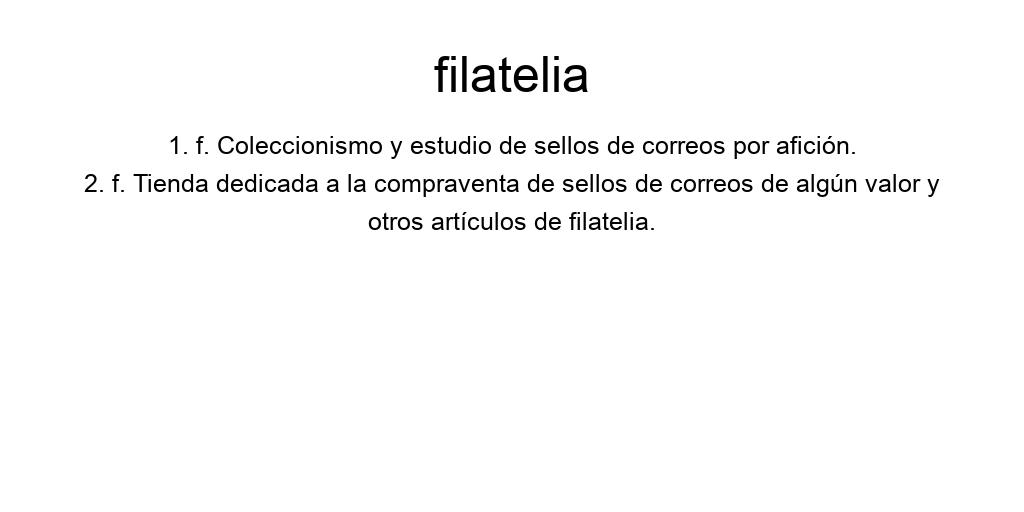 filatelia
1. f. Coleccionismo y estudio de sellos de correos por afición.
2. f. Tienda dedicada a la compraventa de sellos de correos de algún valor y
otros artículos de filatelia.